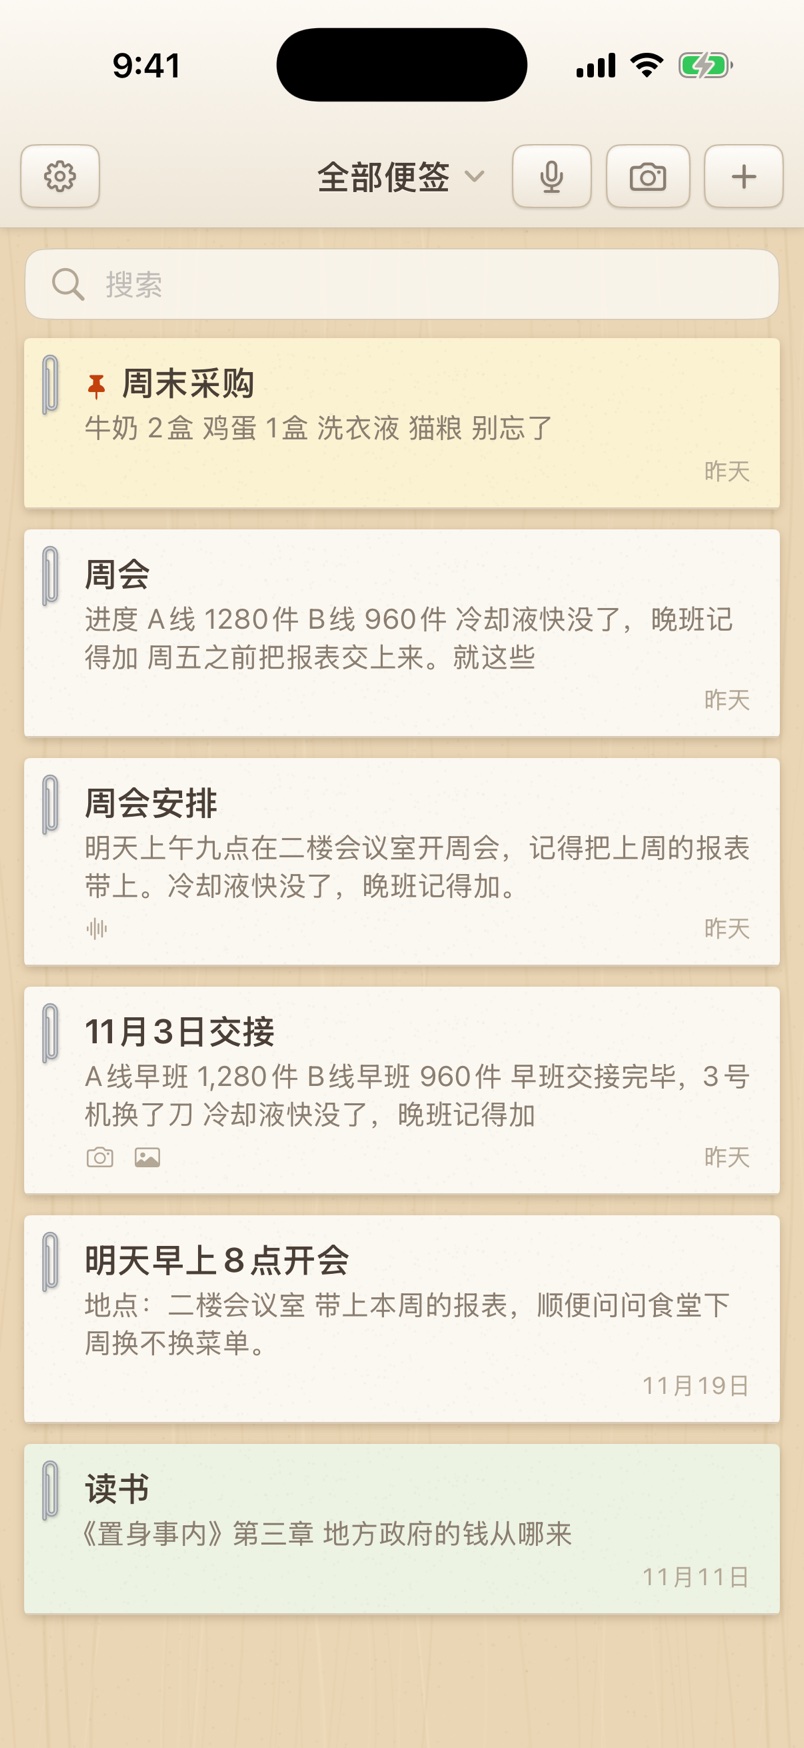 9:41
全部便签
搜索
周末采购
牛奶 2盒 鸡蛋 1盒 洗衣液 猫粮 别忘了
昨天
周会
进度 A线 1280件 B线 960件 冷却液快没了，晚班记
得加 周五之前把报表交上来。就这些
昨天
周会安排
明天上午九点在二楼会议室开周会，记得把上周的报表
带上。冷却液快没了，晚班记得加。
昨天
11月3日交接
A线早班 1,280件 B线早班 960件 早班交接完毕，3号
机换了刀 冷却液快没了，晚班记得加
昨天
明天早上8点开会
地点：二楼会议室 带上本周的报表，顺便问问食堂下
周换不换菜单。
11月19日
读书
《置身事内》第三章 地方政府的钱从哪来
11月11日